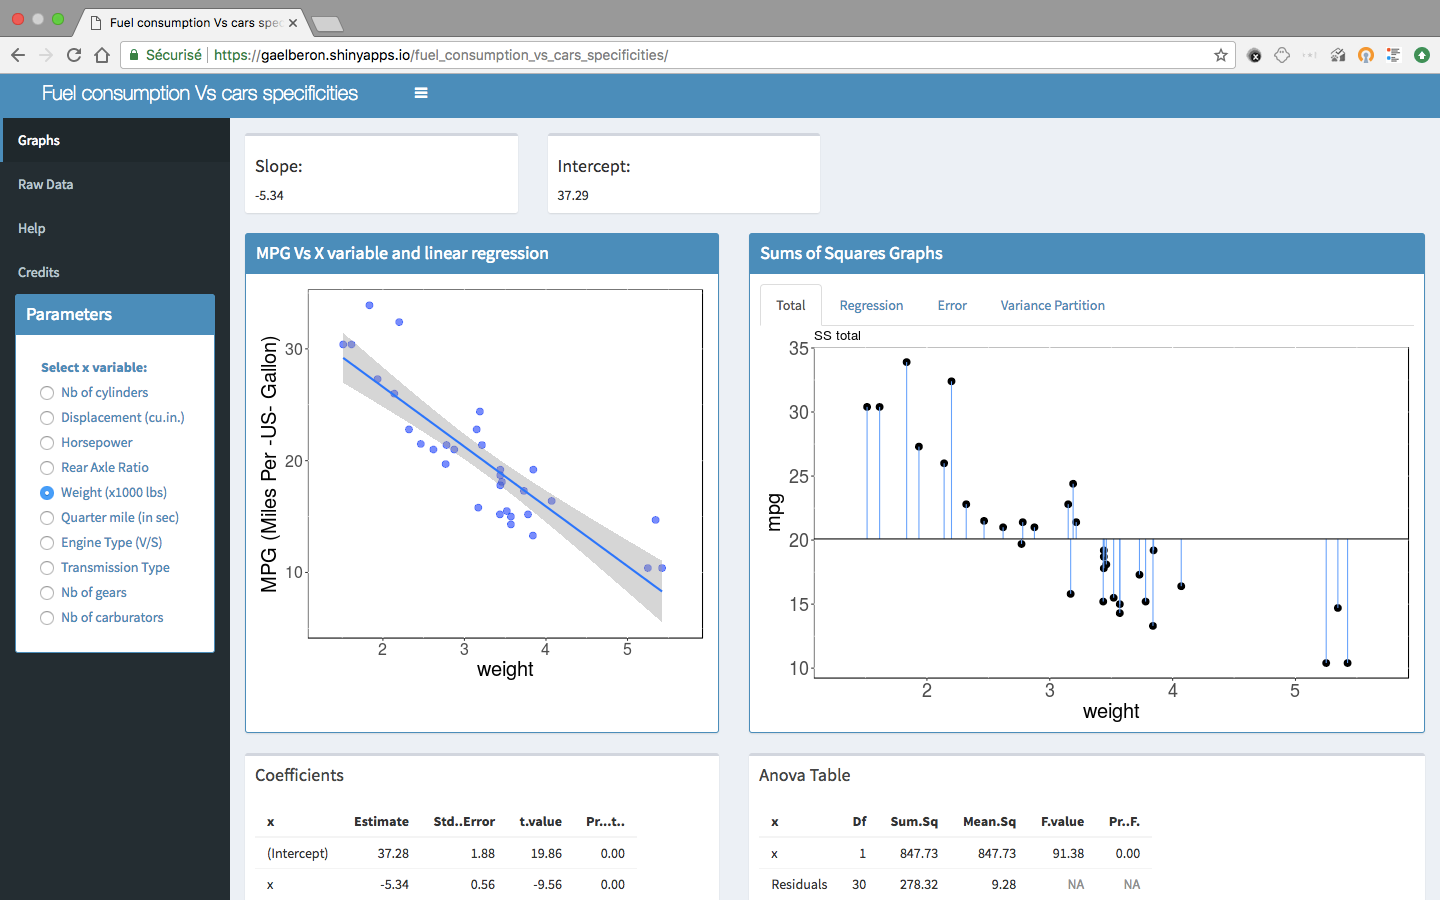 Fuel consumption Vs cars spec
Sécurisé https://gaelberon.shinyapps.io/fuel_consumption_vs_cars_specificities/
Fuel consumption Vs cars specificities
Graphs
Raw Data
Help
Credits
Parameters
Select x variable:
Nb of cylinders
Displacement (cu.in.)
Horsepower
Rear Axle Ratio
Weight (x1000 lbs)
Quarter mile (in sec)
Engine Type (V/S)
Transmission Type
Nb of gears
Nb of carburators
Slope:
-5.34
Intercept:
37.29
MPG Vs X variable and linear regression
MPG (Miles Per -US- Gallon)
30
20
10
2 3 4 5
weight
Sums of Squares Graphs
Total Regression Error Variance Partition
SS total
mpg
35
30
25
20
15
10
2 3 4 5
weight
Coefficients
x Estimate Std..Error t.value Pr...t..
(Intercept) 37.28 1.88 19.86 0.00
x -5.34 0.56 -9.56 0.00
Anova Table
x Df Sum.Sq Mean.Sq F.value Pr..F.
x 1 847.73 847.73 91.38 0.00
Residuals 30 278.32 9.28 NA NA